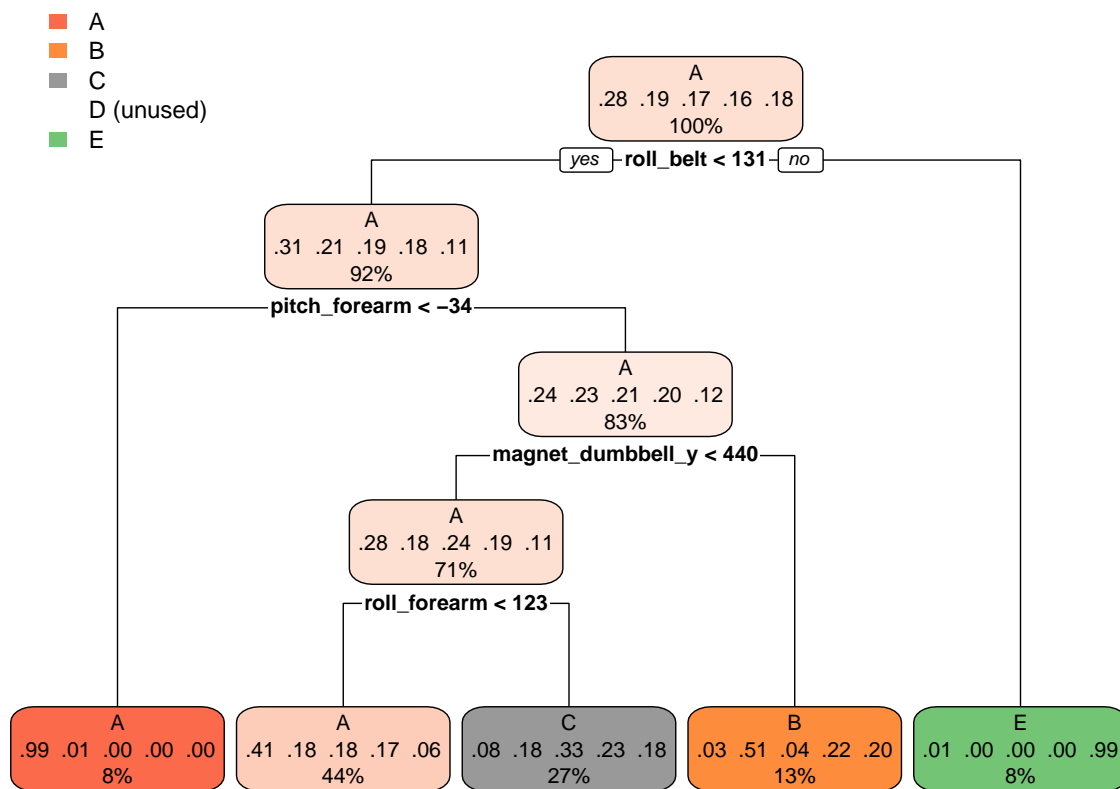 A
B
C
D (unused)
E
A
.28 .19 .17 .16 .18
100%
yes roll_belt < 131 no
A
.31 .21 .19 .18 .11
92%
pitch_forearm < −34
A
.24 .23 .21 .20 .12
83%
magnet_dumbbell_y < 440
A
.28 .18 .24 .19 .11
71%
roll_forearm < 123
A
.99 .01 .00 .00 .00
8%
A
.41 .18 .18 .17 .06
44%
C
.08 .18 .33 .23 .18
27%
B
.03 .51 .04 .22 .20
13%
E
.01 .00 .00 .00 .99
8%